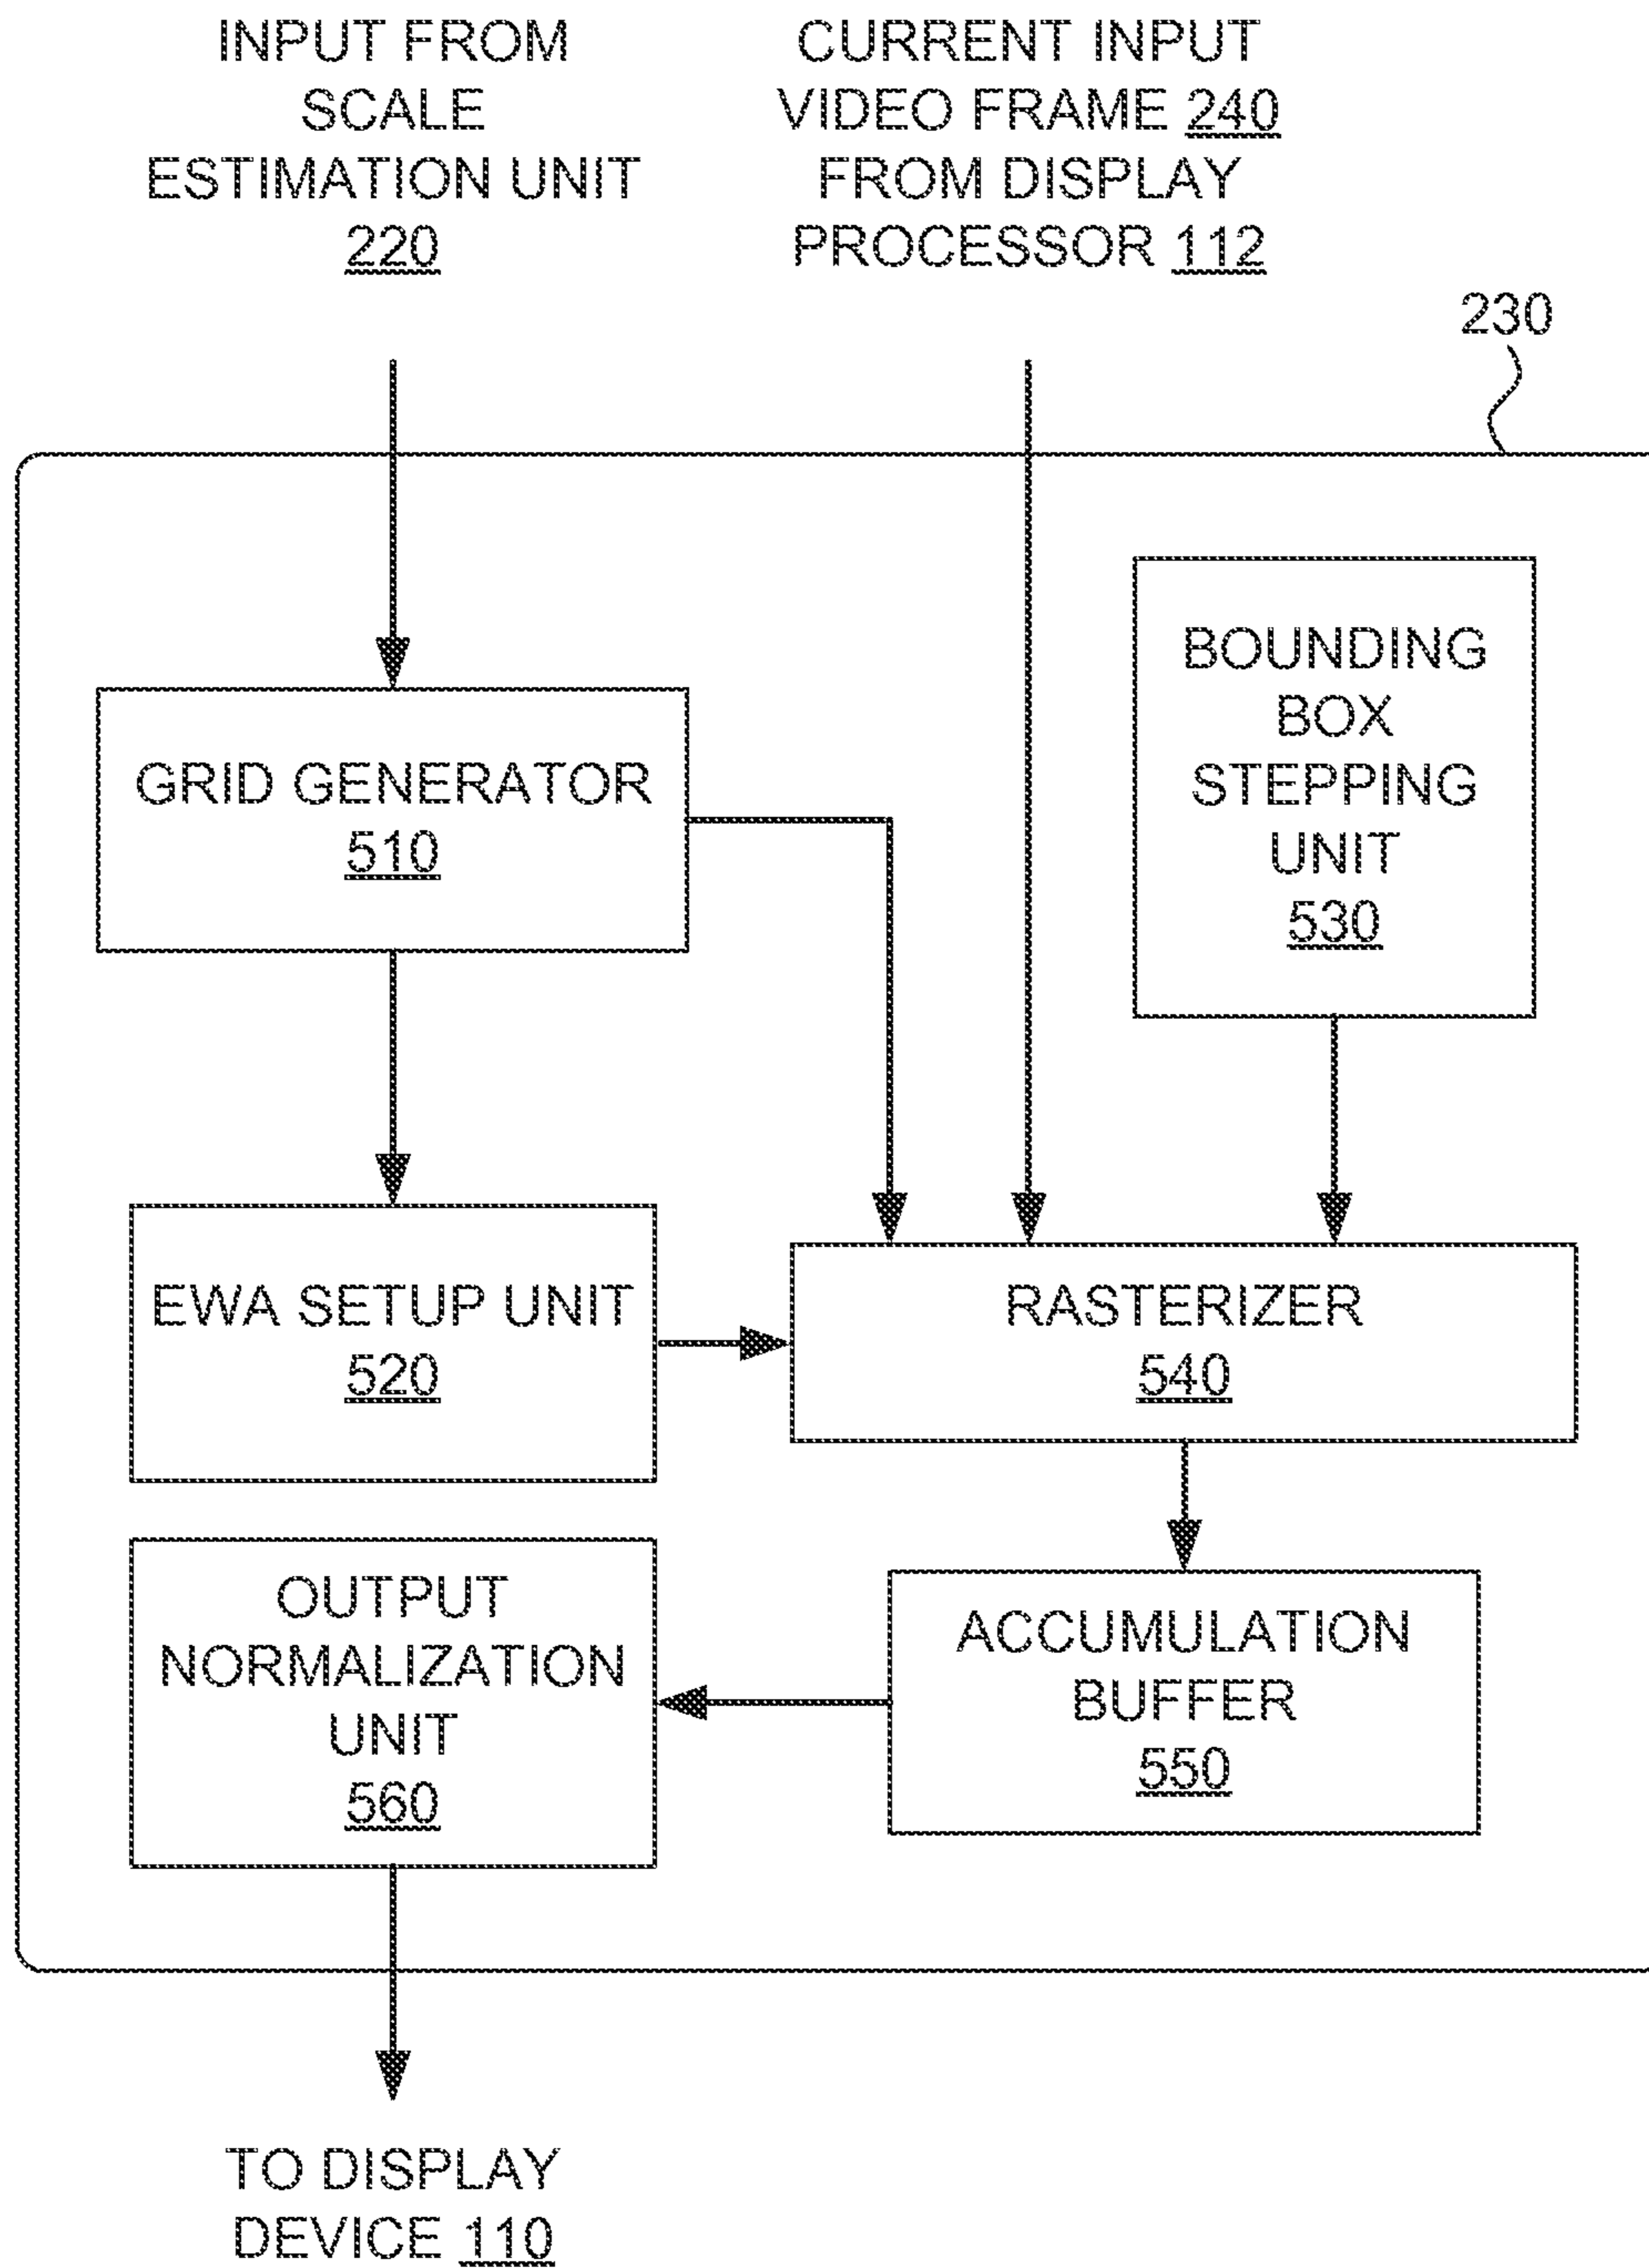 INPUT FROM
SCALE
ESTIMATION UNIT
220
CURRENT INPUT
VIDEO FRAME 240
FROM DISPLAY
PROCESSOR 112
230
GRID GENERATOR
510
BOUNDING
BOX
STEPPING
UNIT
530
EWA SETUP UNIT
520
RASTERIZER
540
OUTPUT
NORMALIZATION
UNIT
560
ACCUMULATION
BUFFER
550
TO DISPLAY
DEVICE 110